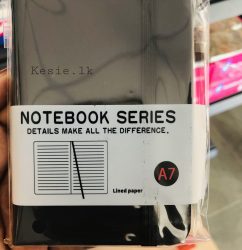 Kesie.lk
NOTEBOOK SERIES
DETAILS MAKE ALL THE DIFFERENCE.
Lined paper
A7